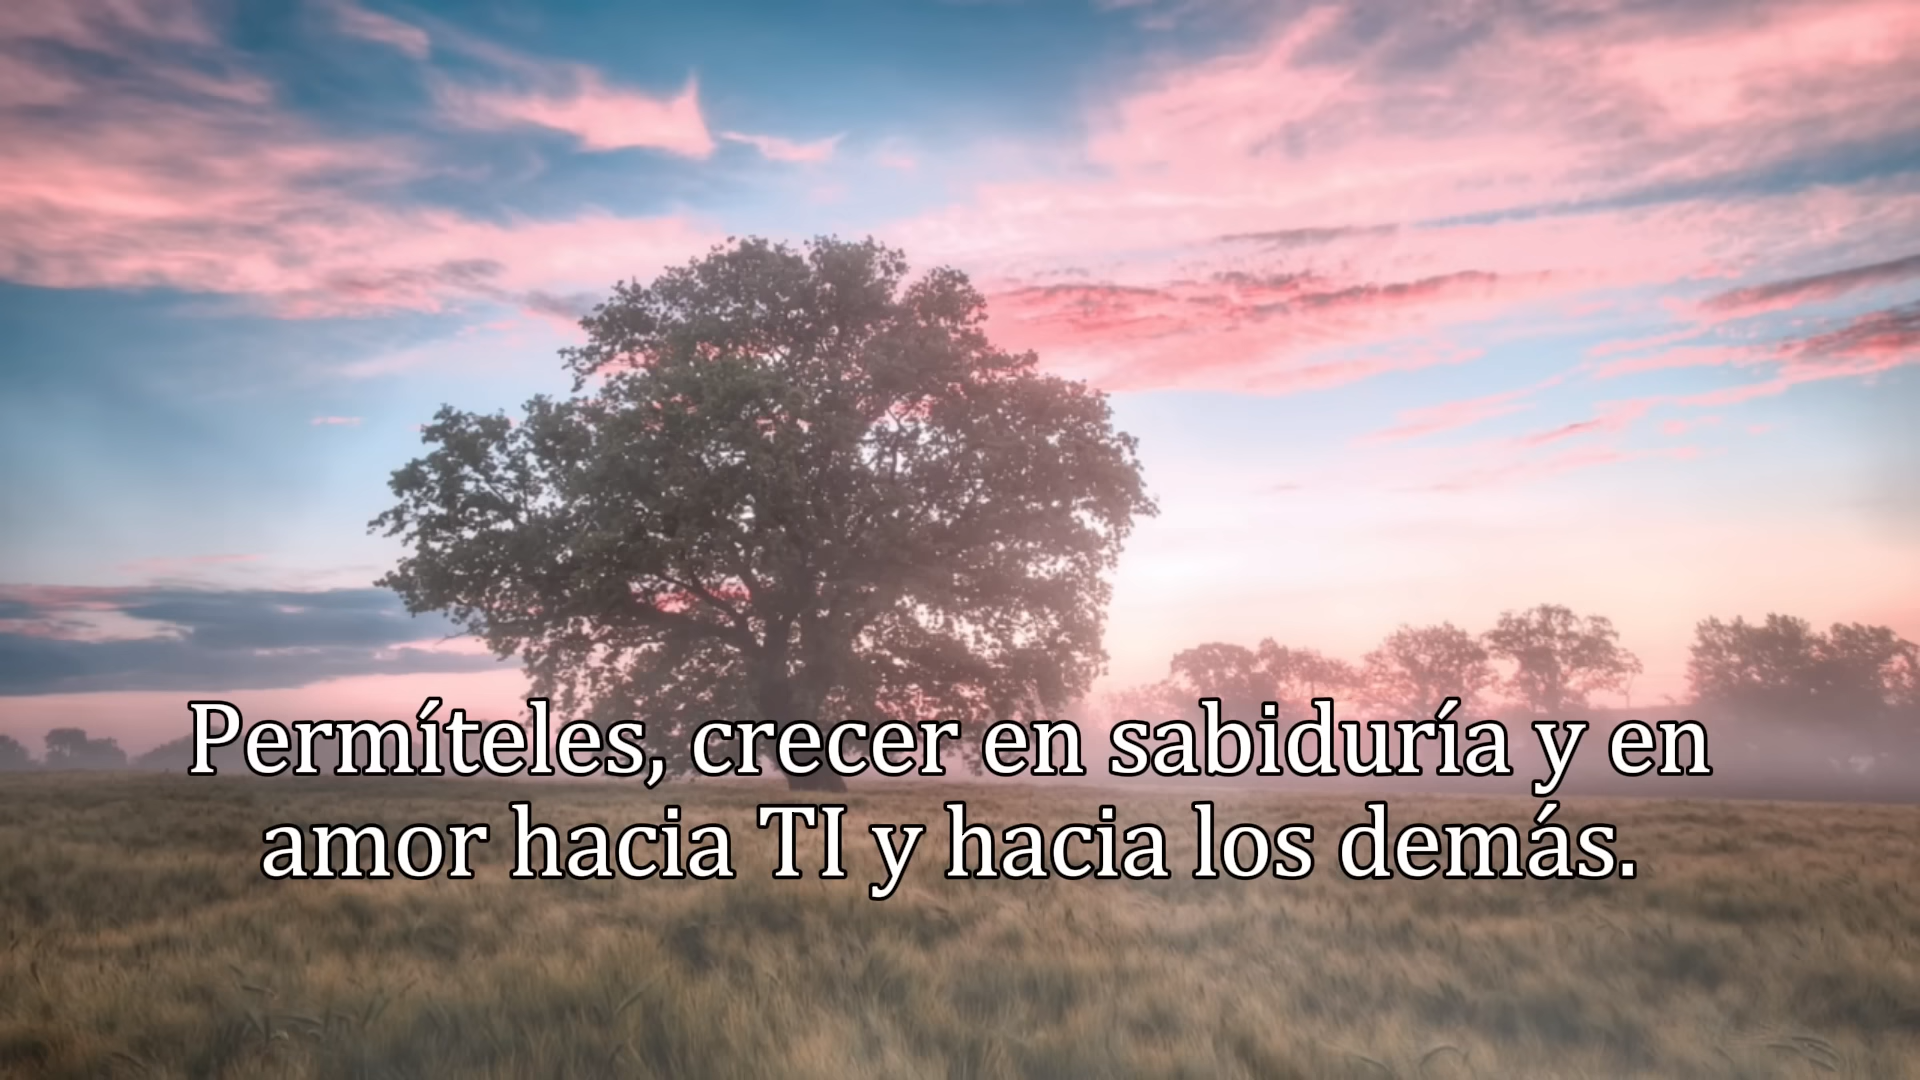 Permíteles, crecer en sabiduría y en
amor hacia TI y hacia los demás.